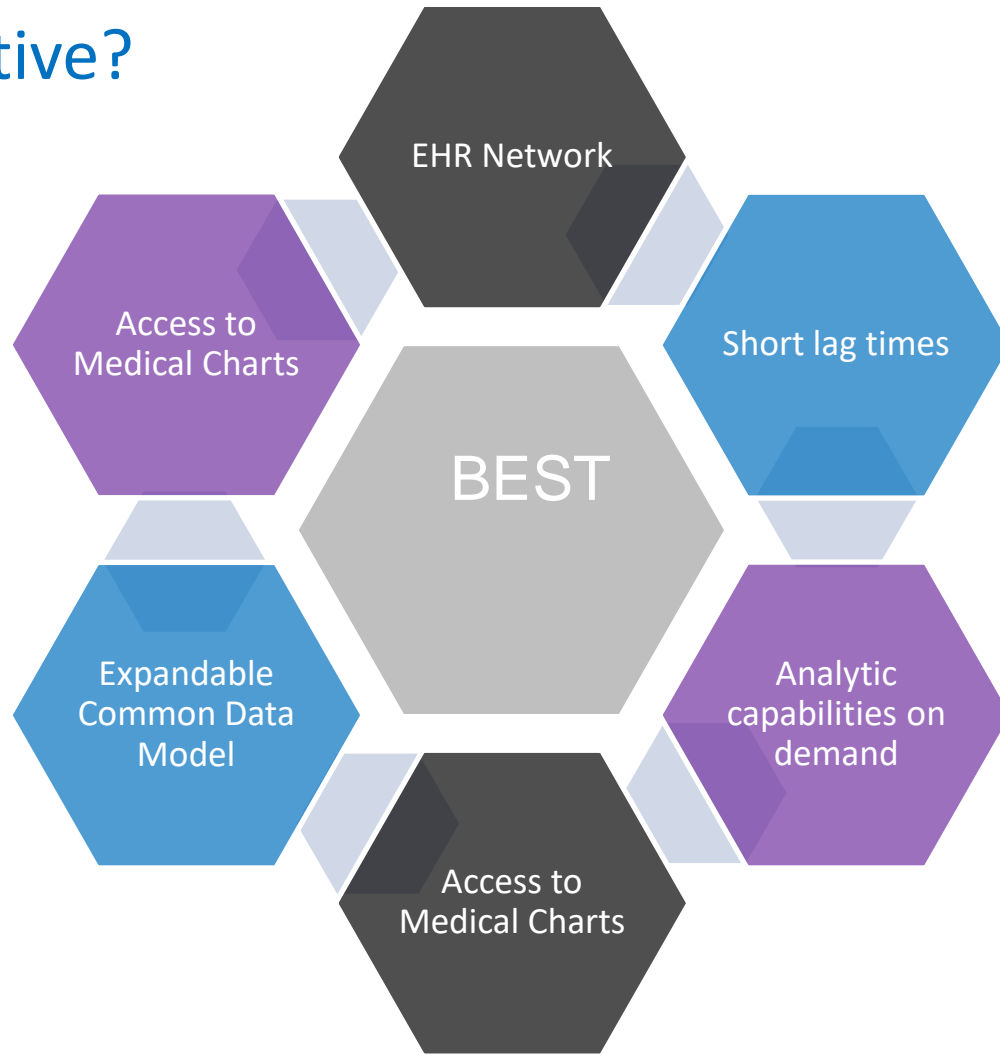 tive?
EHR Network
Short lag times
Analytic
capabilities on
demand
Access to
Medical Charts
Expandable
Common Data
Model
Access to
Medical Charts
BEST